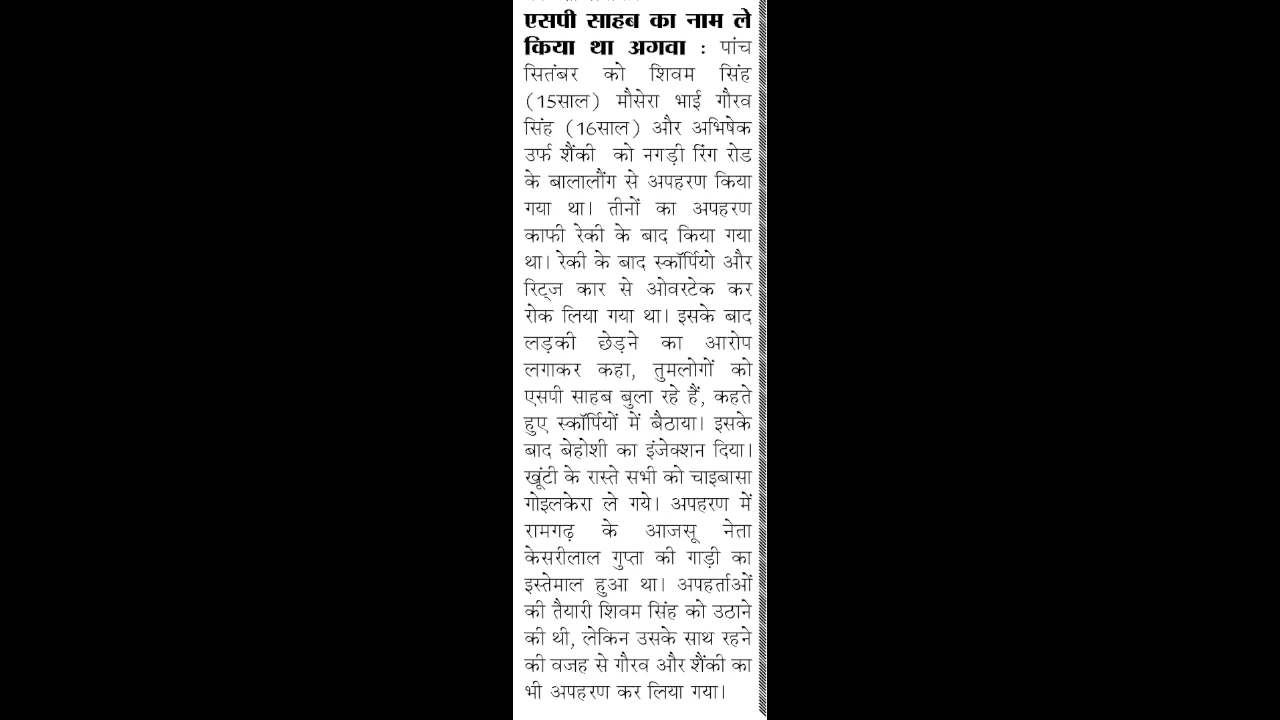 एसपी साहब का नाम ले
किया था अगवा : पांच
सितंबर को शिवम सिंह
(15साल) मौसेरा भाई गौरव
सिंह (16साल) और अभिषेक
उर्फ शैंकी को नगड़ी रिंग रोड
के बालालौंग से अपहरण किया
गया था। तीनों का अपहरण
काफी रेकी के बाद किया गया
था। रेकी के बाद स्कॉर्पियो और
रिट्ज कार से ओवरटेक कर
रोक लिया गया था। इसके बाद
लड़की छेड़ने का आरोप
लगाकर कहा, तुमलोगों को
एसपी साहब बुला रहे हैं, कहते
हुए स्कॉर्पियों में बैठाया। इसके
बाद बेहोशी का इंजेक्शन दिया।
खूंटी के रास्ते सभी को चाइबासा
गोइलकेरा ले गये। अपहरण में
रामगढ़ के आजसू नेता
केसरीलाल गुप्ता की गाड़ी का
इस्तेमाल हुआ था। अपहर्ताओं
की तैयारी शिवम सिंह को उठाने
की थी, लेकिन उसके साथ रहने
की वजह से गौरव और शैंकी का
भी अपहरण कर लिया गया।